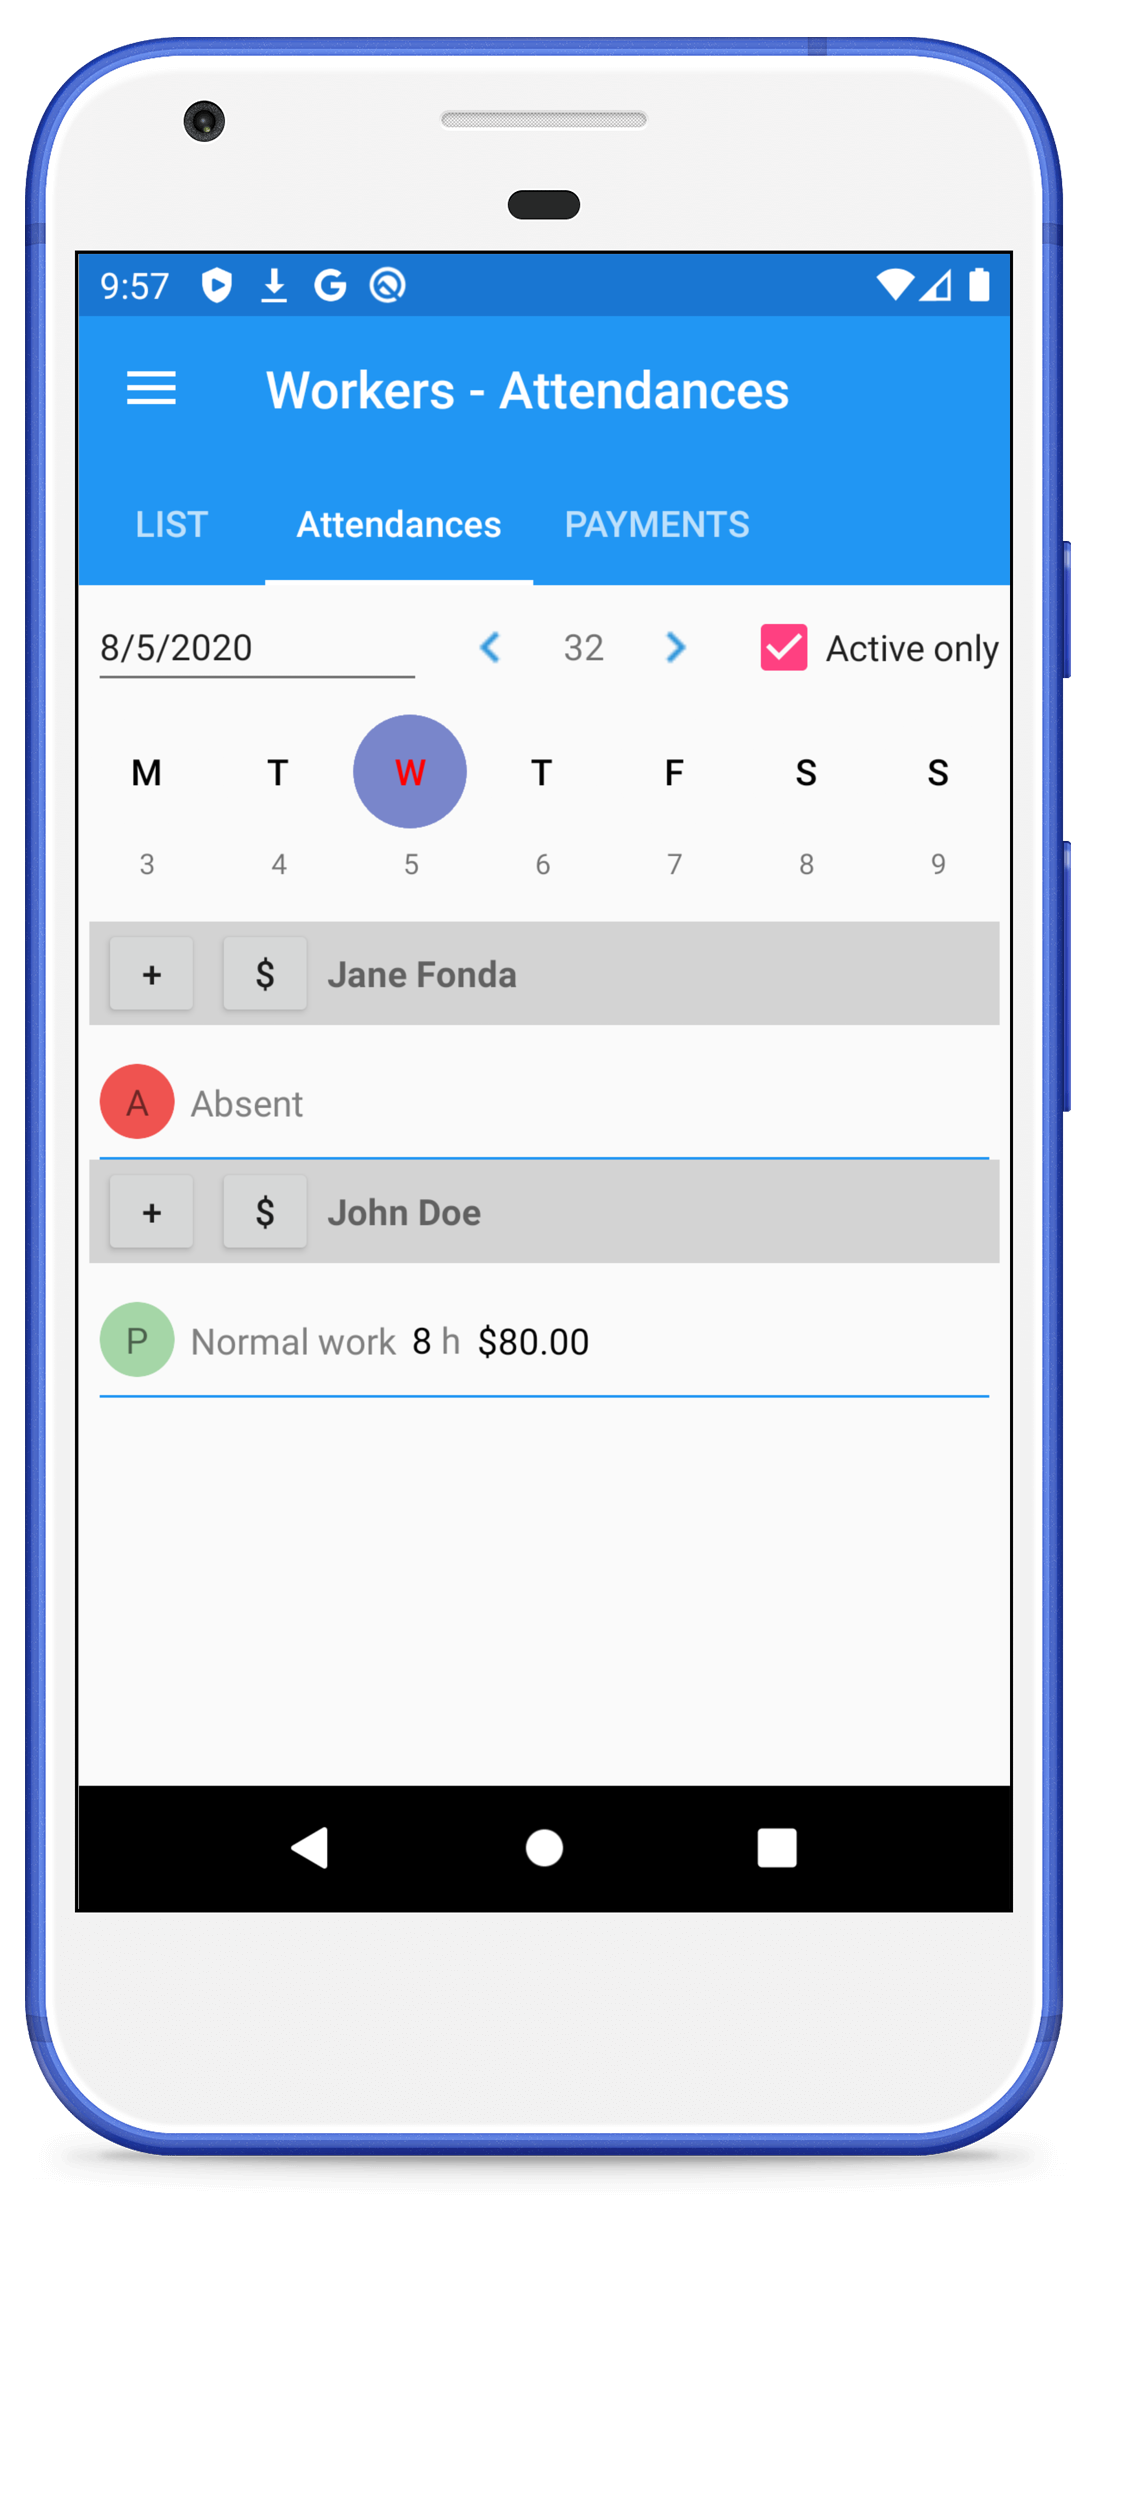 9:57
Workers - Attendances
LIST Attendances PAYMENTS
8/5/2020 32 Active only
M T W T F S S
3 4 5 6 7 8 9
+ $ Jane Fonda
A Absent
+ $ John Doe
P Normal work 8 h $80.00